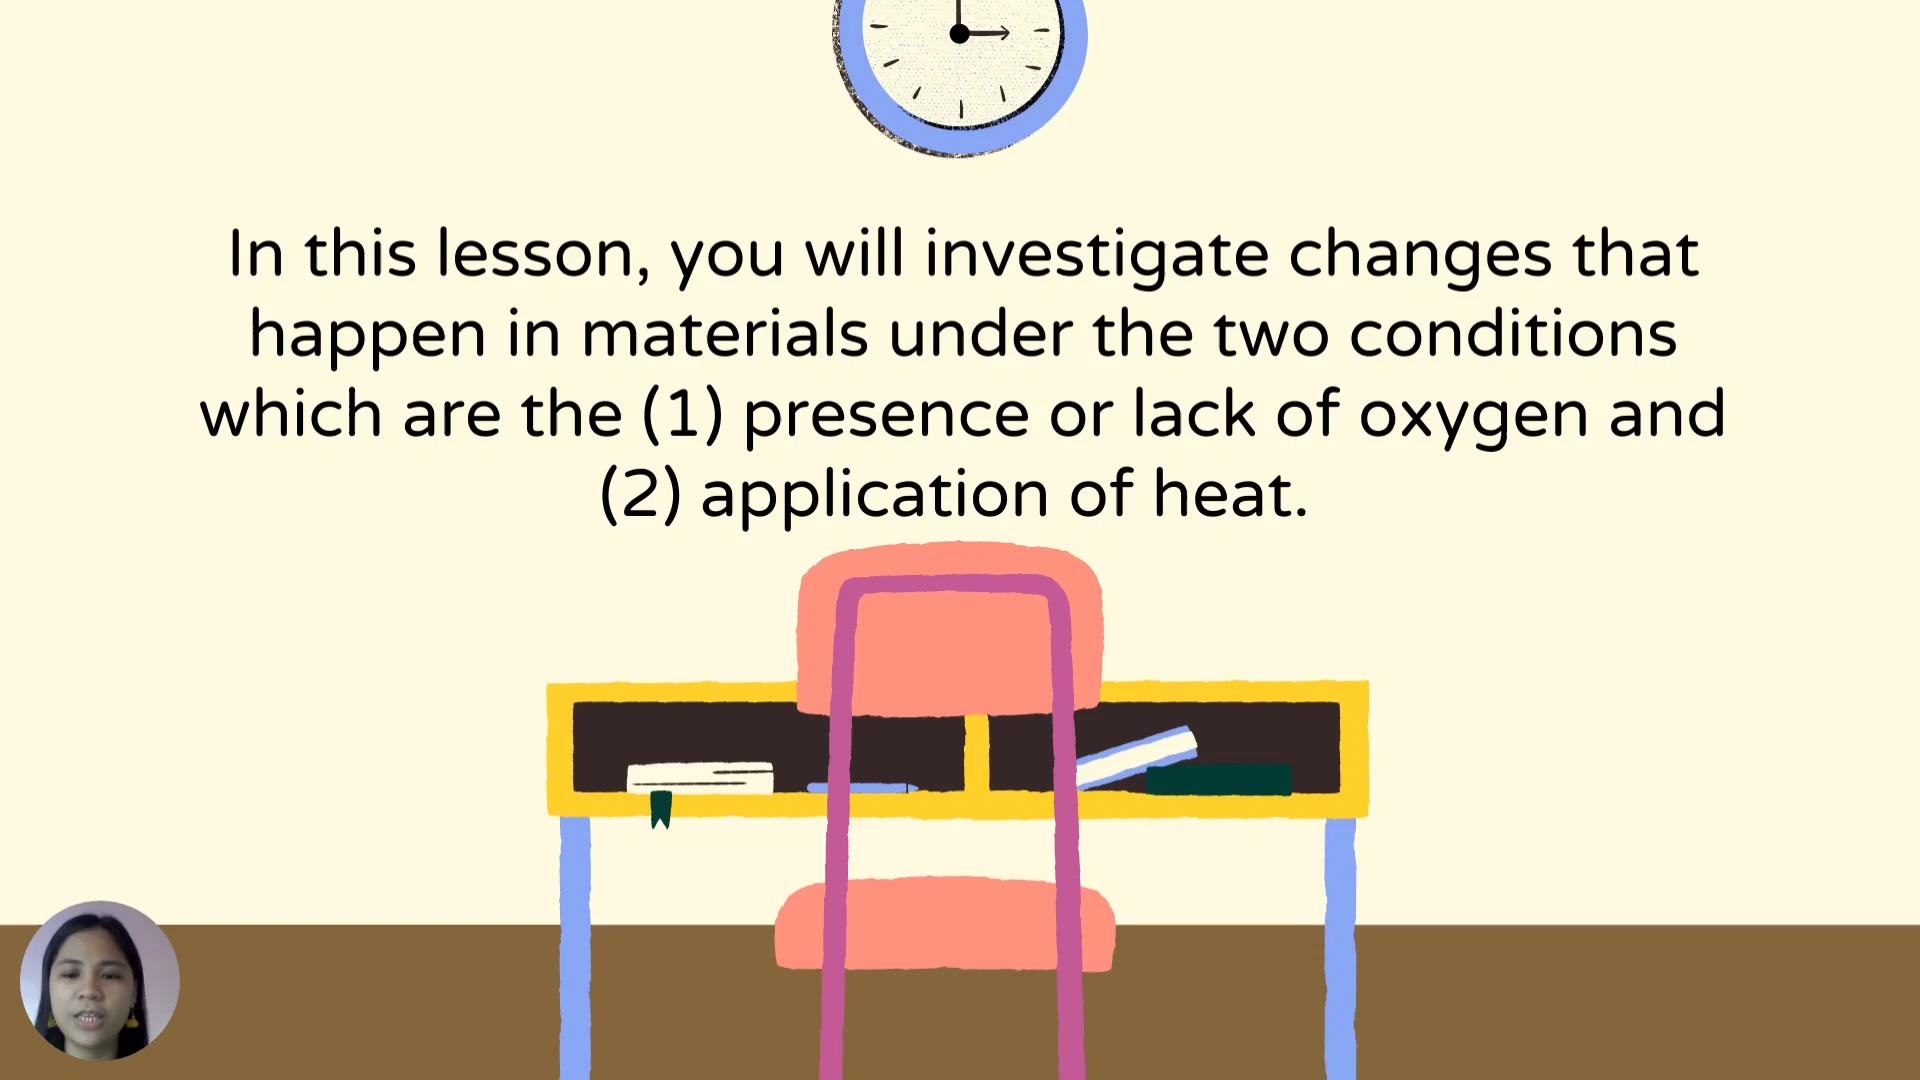 In this lesson, you will investigate changes that
happen in materials under the two conditions
which are the (1) presence or lack of oxygen and
(2) application of heat.